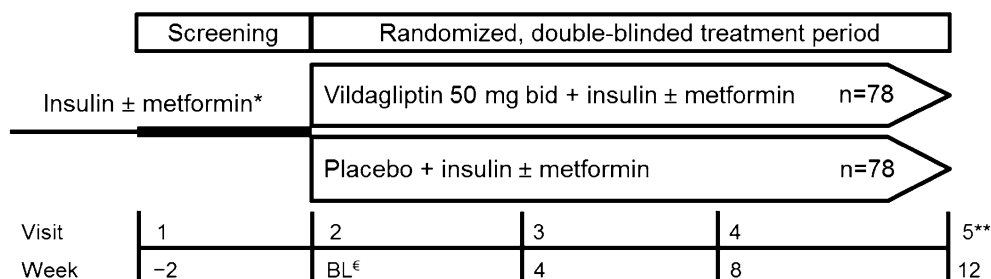 Screening Randomized, double-blinded treatment period
Insulin ± metformin*
Vildagliptin 50 mg bid + insulin ± metformin n=78
Placebo + insulin ± metformin n=78
Visit 1 2 3 4 5**
Week −2 BL€ 4 8 12